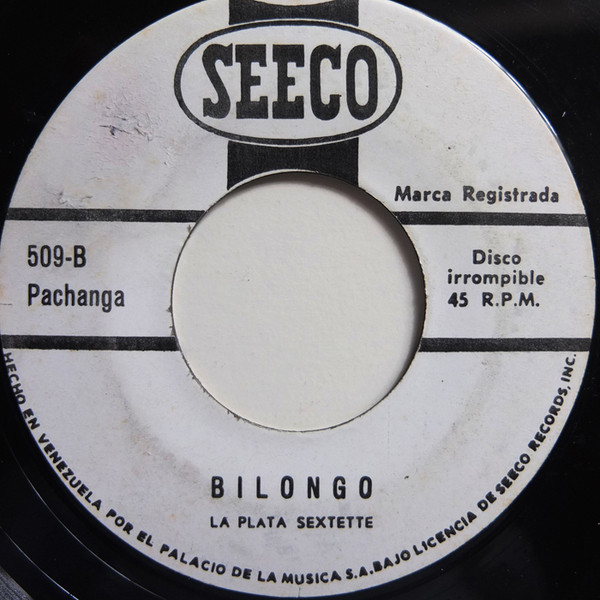 SEECO
Marca Registrada
509-B
Pachanga
Disco
irrompible
45 R.P.M.
BILONGO
LA PLATA SEXTETTE
HECHO EN VENEZUELA POR EL PALACIO DE LA MUSICA S.A. BAJO LICENCIA DE SEECO RECORDS, INC.